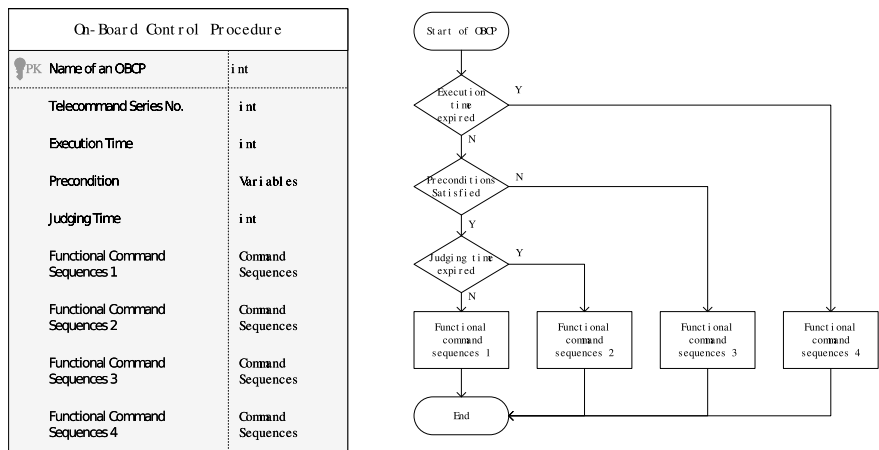 On-Board Control Procedure
PK Name of an OBCP int
Telecommand Series No. int
Execution Time int
Precondition Variables
Judging Time int
Functional Command Command
Sequences 1 Sequences
Functional Command Command
Sequences 2 Sequences
Functional Command Command
Sequences 3 Sequences
Functional Command Command
Sequences 4 Sequences
Start of OBCP
Execution
time
expired
Y
N
Preconditions
Satisfied
N
Y
Judging time
expired
Y
N
Functional
command
sequences 1
Functional
command
sequences 2
Functional
command
sequences 3
Functional
command
sequences 4
End